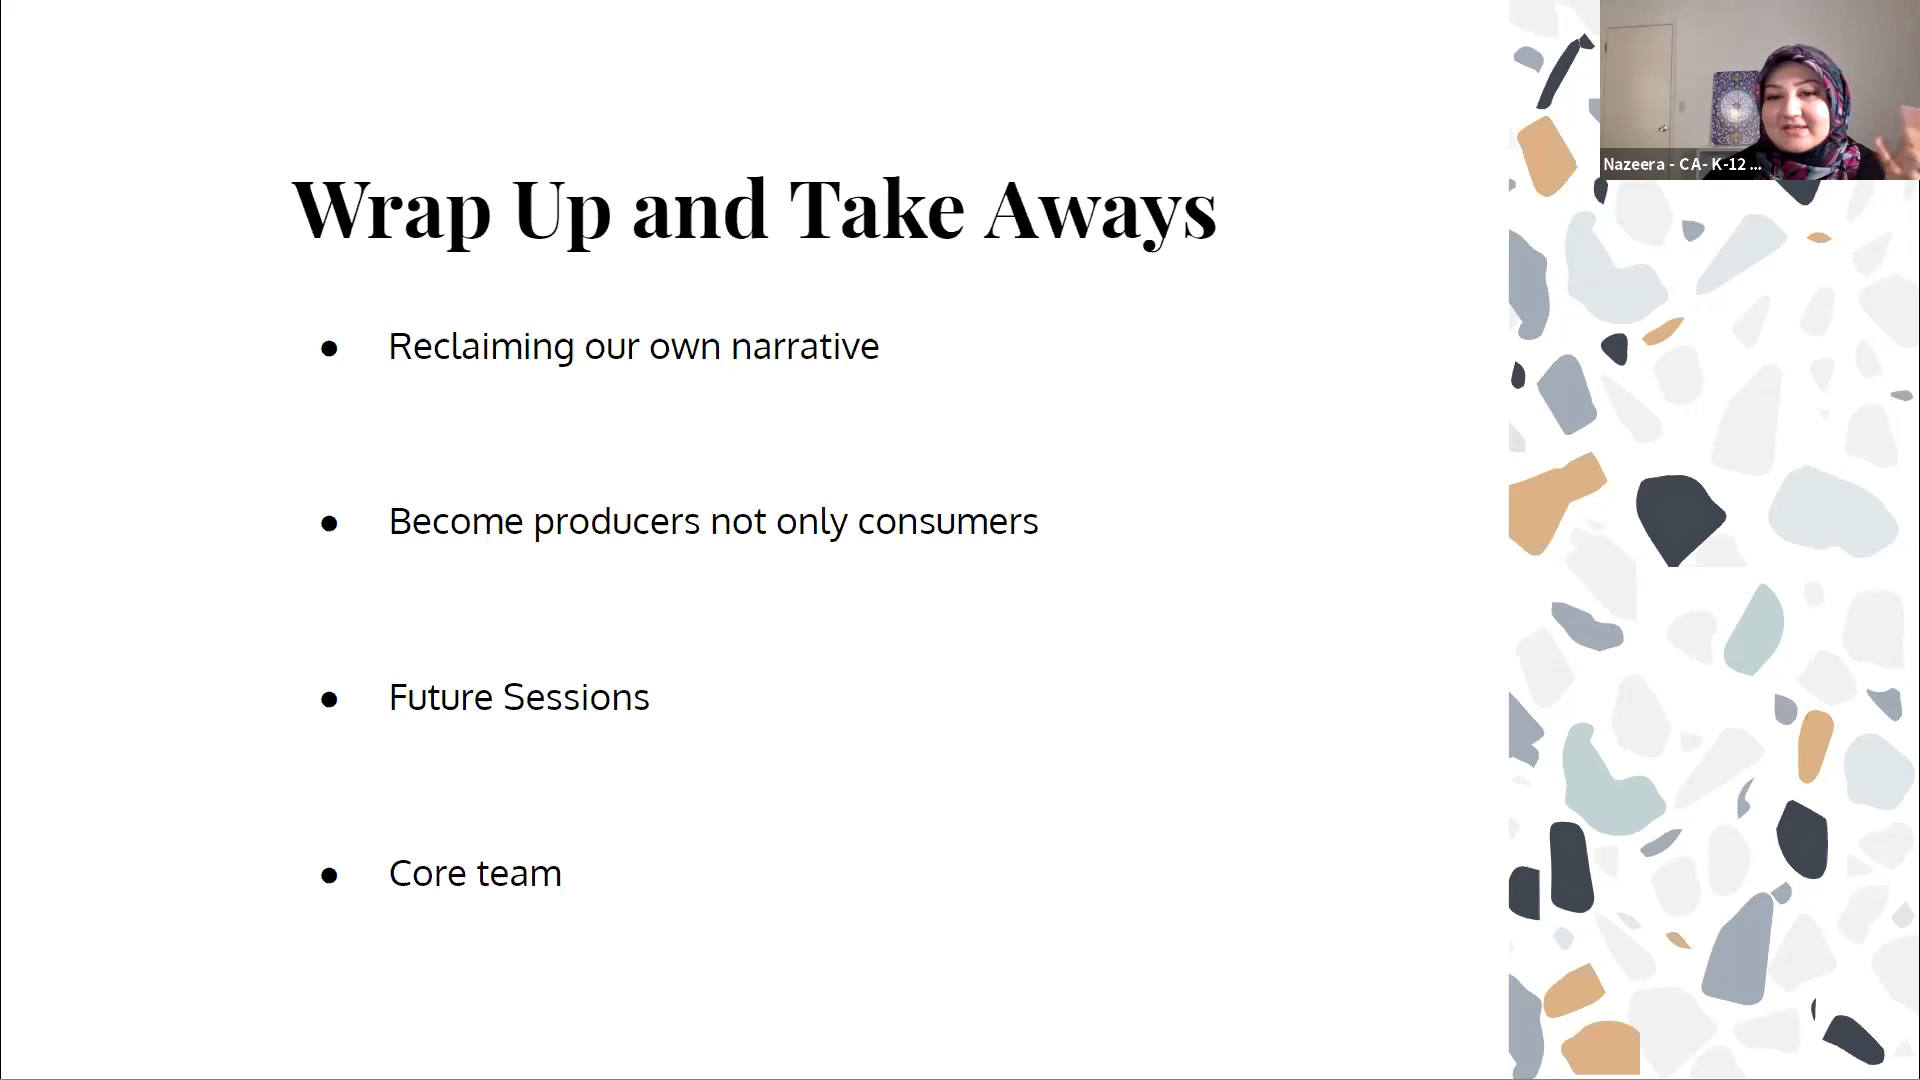 Wrap Up and Take Aways
● Reclaiming our own narrative
● Become producers not only consumers
● Future Sessions
● Core team
Nazeera - CA- K-12 ...